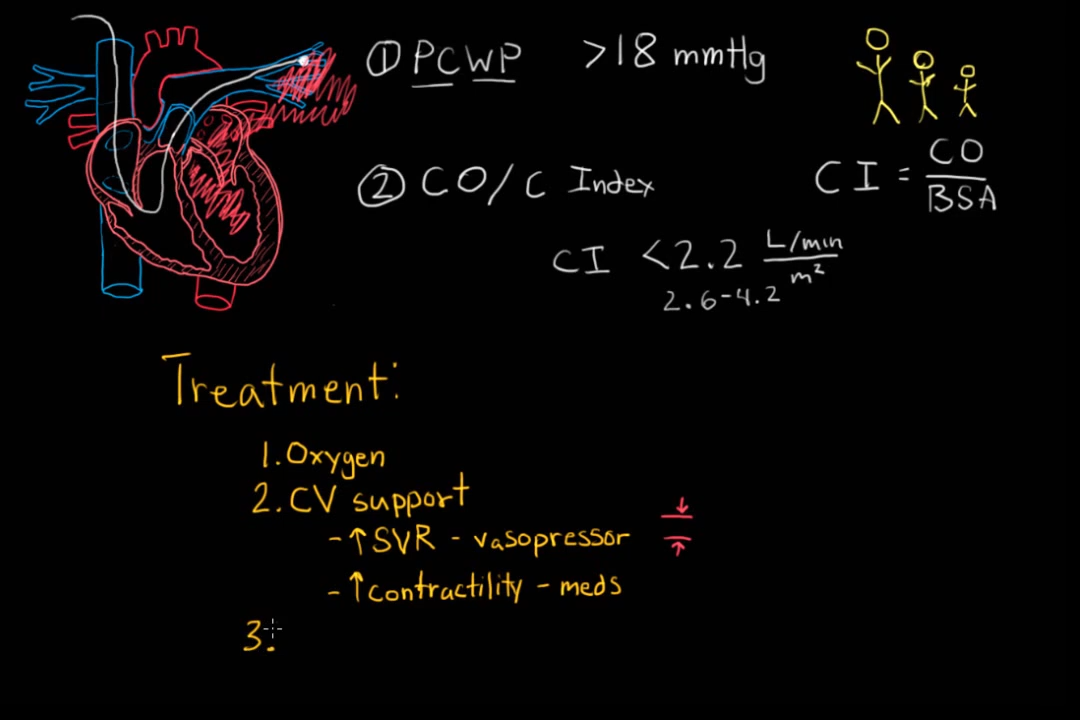 ① PCWP >18 mmHg
② CO/C Index
CI = CO/BSA
CI <2.2 L/min/m²
2.6-4.2
Treatment:
1. Oxygen
2. CV support
- ↑SVR - vasopressor
- ↑contractility - meds
3.